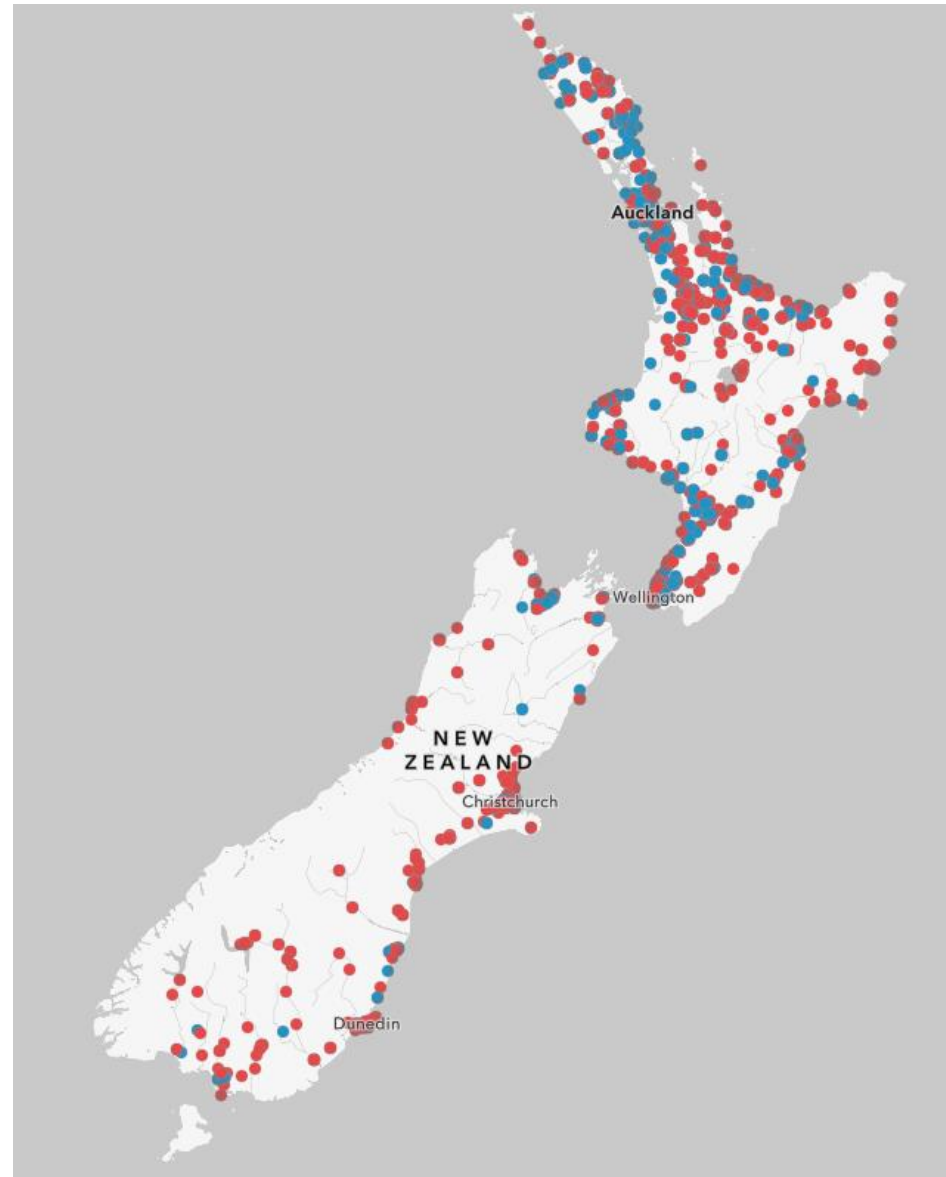 Auckland
Wellington
NEW
ZEALAND
Christchurch
Dunedin